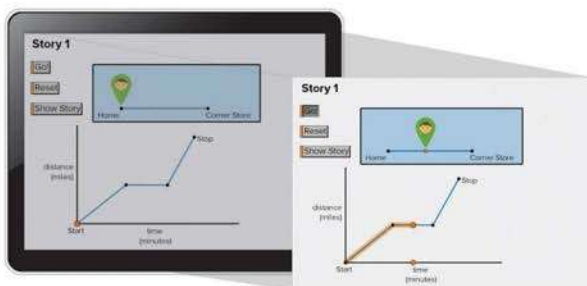 Story 1
Go!
Reset
Show Story
Home
Corner Store
Stop
distance
(miles)
Start
time
(minutes)
Story 1
Go!
Reset
Show Story
Home
Corner Store
Stop
distance
(miles)
Start
time
(minutes)